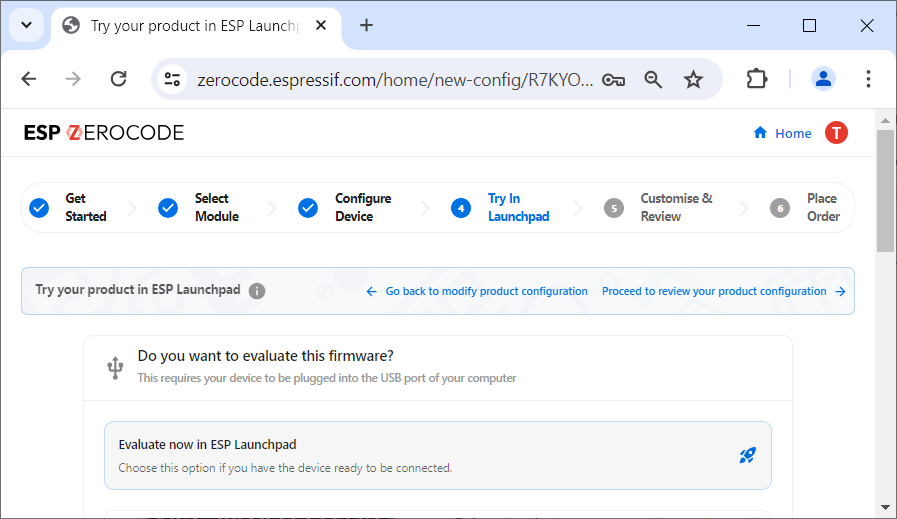 Try your product in ESP Launchp
zerocode.espressif.com/home/new-config/R7KYO...
ESP ZEROCODE
Home
T
Get Started
Select Module
Configure Device
4
Try In Launchpad
5
Customise & Review
6
Place Order
Try your product in ESP Launchpad
Go back to modify product configuration
Proceed to review your product configuration
Do you want to evaluate this firmware?
This requires your device to be plugged into the USB port of your computer
Evaluate now in ESP Launchpad
Choose this option if you have the device ready to be connected.